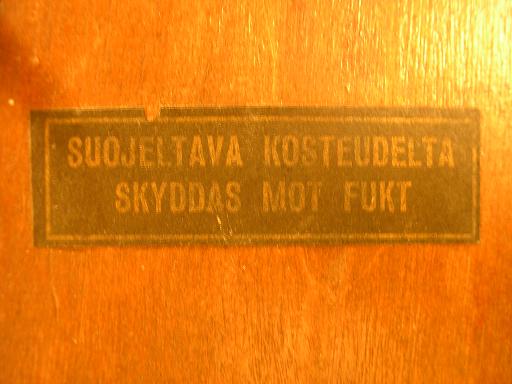 SUOJELTAVA KOSTEUDELTA
SKYDDAS MOT FUKT